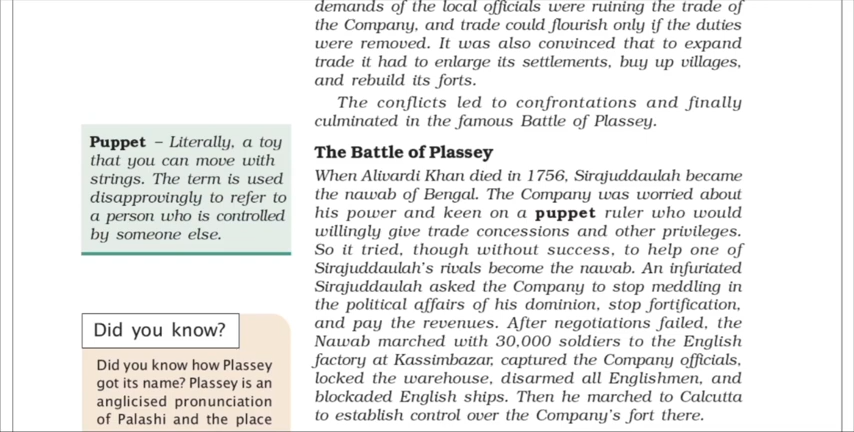 demands of the local officials were ruining the trade of
the Company, and trade could flourish only if the duties
were removed. It was also convinced that to expand
trade it had to enlarge its settlements, buy up villages,
and rebuild its forts.
The conflicts led to confrontations and finally
culminated in the famous Battle of Plassey.
Puppet – Literally, a toy
that you can move with
strings. The term is used
disapprovingly to refer to
a person who is controlled
by someone else.
The Battle of Plassey
When Alivardi Khan died in 1756, Sirajuddaulah became
the nawab of Bengal. The Company was worried about
his power and keen on a puppet ruler who would
willingly give trade concessions and other privileges.
So it tried, though without success, to help one of
Sirajuddaulah's rivals become the nawab. An infuriated
Sirajuddaulah asked the Company to stop meddling in
the political affairs of his dominion, stop fortification,
and pay the revenues. After negotiations failed, the
Nawab marched with 30,000 soldiers to the English
factory at Kassimbazar, captured the Company officials,
locked the warehouse, disarmed all Englishmen, and
blockaded English ships. Then he marched to Calcutta
to establish control over the Company's fort there.
Did you know?
Did you know how Plassey
got its name? Plassey is an
anglicised pronunciation
of Palashi and the place